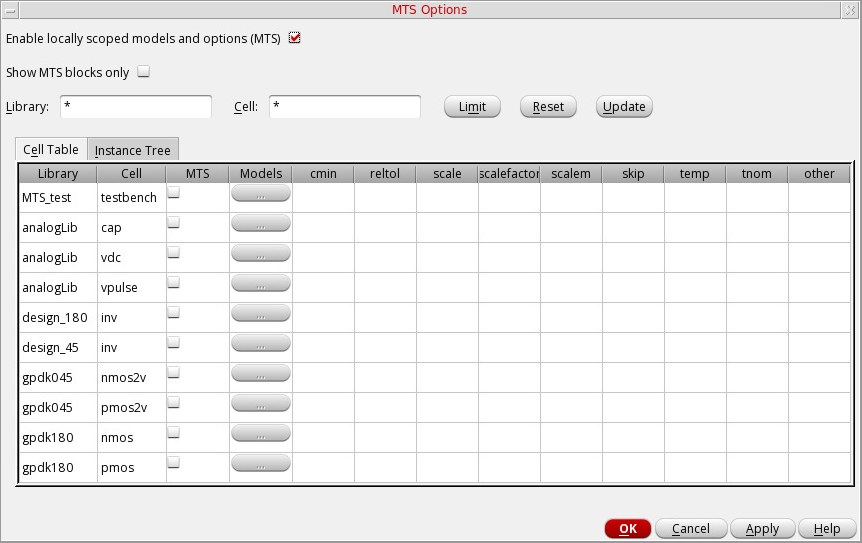 MTS Options
Enable locally scoped models and options (MTS)
Show MTS blocks only
Library: * Cell: * Limit Reset Update
Cell Table Instance Tree
Library Cell MTS Models cmin reltol scale scalefactor scalem skip temp tnom other
MTS_test testbench ...
analogLib cap ...
analogLib vdc ...
analogLib vpulse ...
design_180 inv ...
design_45 inv ...
gpdk045 nmos2v ...
gpdk045 pmos2v ...
gpdk180 nmos ...
gpdk180 pmos ...
OK Cancel Apply Help